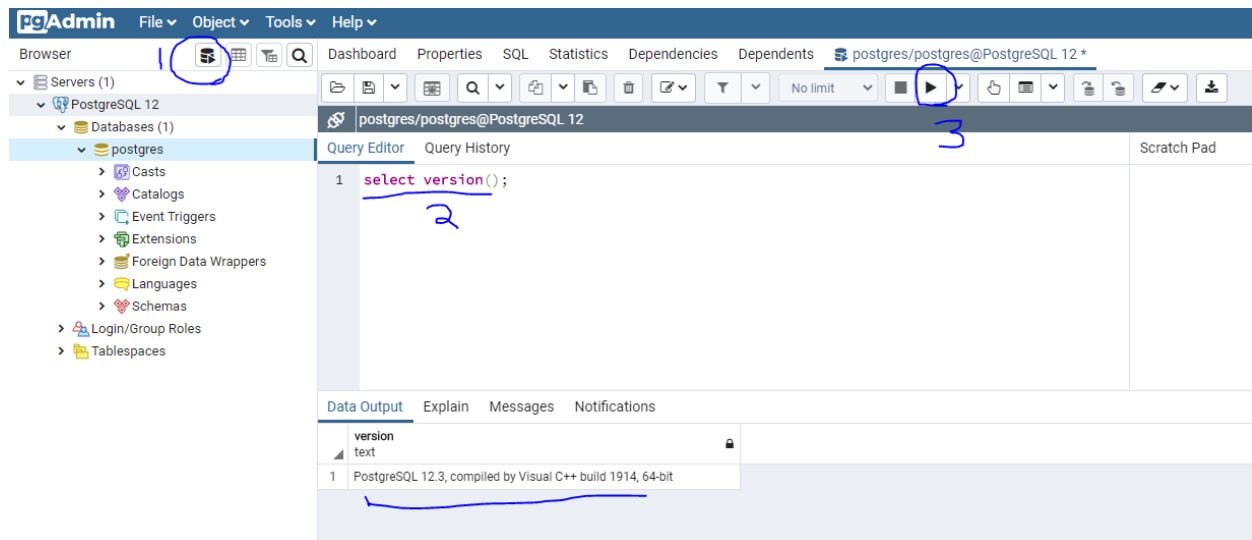 pgAdmin File Object Tools Help
Browser
1
Dashboard Properties SQL Statistics Dependencies Dependents postgres/postgres@PostgreSQL 12 *
No limit
Servers (1)
PostgreSQL 12
Databases (1)
postgres
Casts
Catalogs
Event Triggers
Extensions
Foreign Data Wrappers
Languages
Schemas
Login/Group Roles
Tablespaces
postgres/postgres@PostgreSQL 12
3
Query Editor Query History
Scratch Pad
1 select version();
2
Data Output Explain Messages Notifications
version
text
1 PostgreSQL 12.3, compiled by Visual C++ build 1914, 64-bit